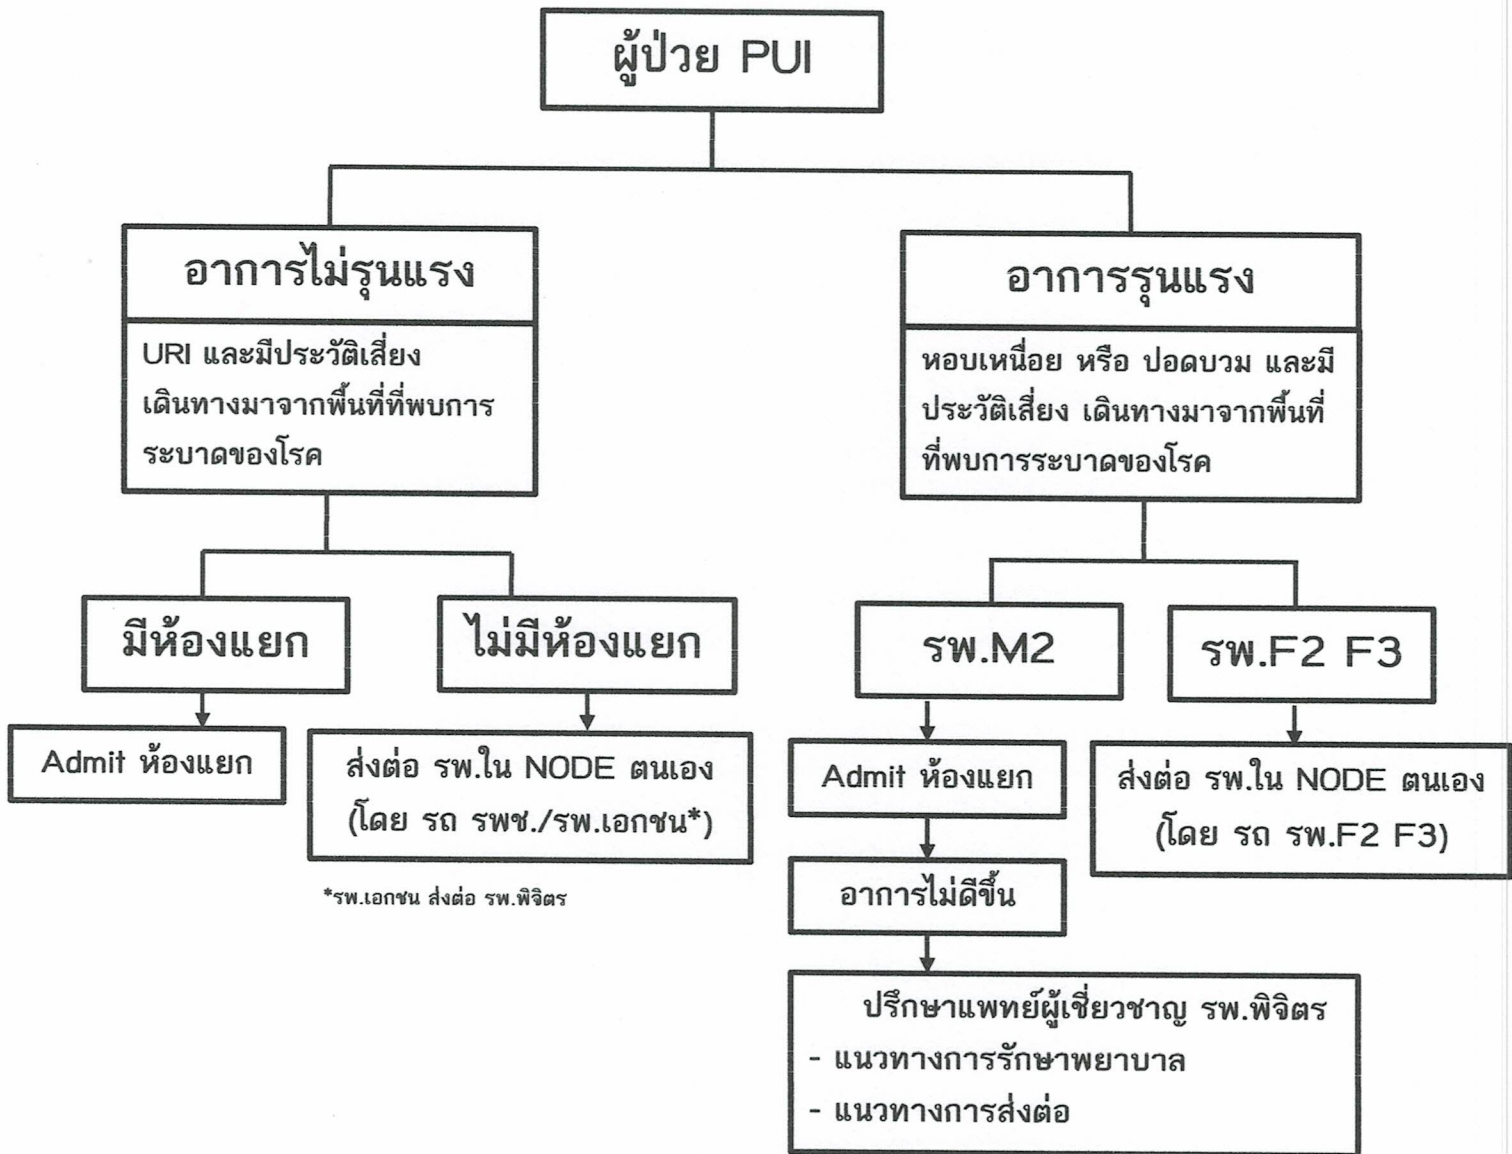 ผู้ป่วย PUI
อาการไม่รุนแรง
URI และมีประวัติเสี่ยง
เดินทางมาจากพื้นที่ที่พบการ
ระบาดของโรค
อาการรุนแรง
หอบเหนื่อย หรือ ปอดบวม และมี
ประวัติเสี่ยง เดินทางมาจากพื้นที่
ที่พบการระบาดของโรค
มีห้องแยก
Admit ห้องแยก
ไม่มีห้องแยก
ส่งต่อ รพ.ใน NODE ตนเอง
(โดย รถ รพช./รพ.เอกชน*)
*รพ.เอกชน ส่งต่อ รพ.พิจิตร
รพ.M2
Admit ห้องแยก
อาการไม่ดีขึ้น
ปรึกษาแพทย์ผู้เชี่ยวชาญ รพ.พิจิตร
- แนวทางการรักษาพยาบาล
- แนวทางการส่งต่อ
รพ.F2 F3
ส่งต่อ รพ.ใน NODE ตนเอง
(โดย รถ รพ.F2 F3)